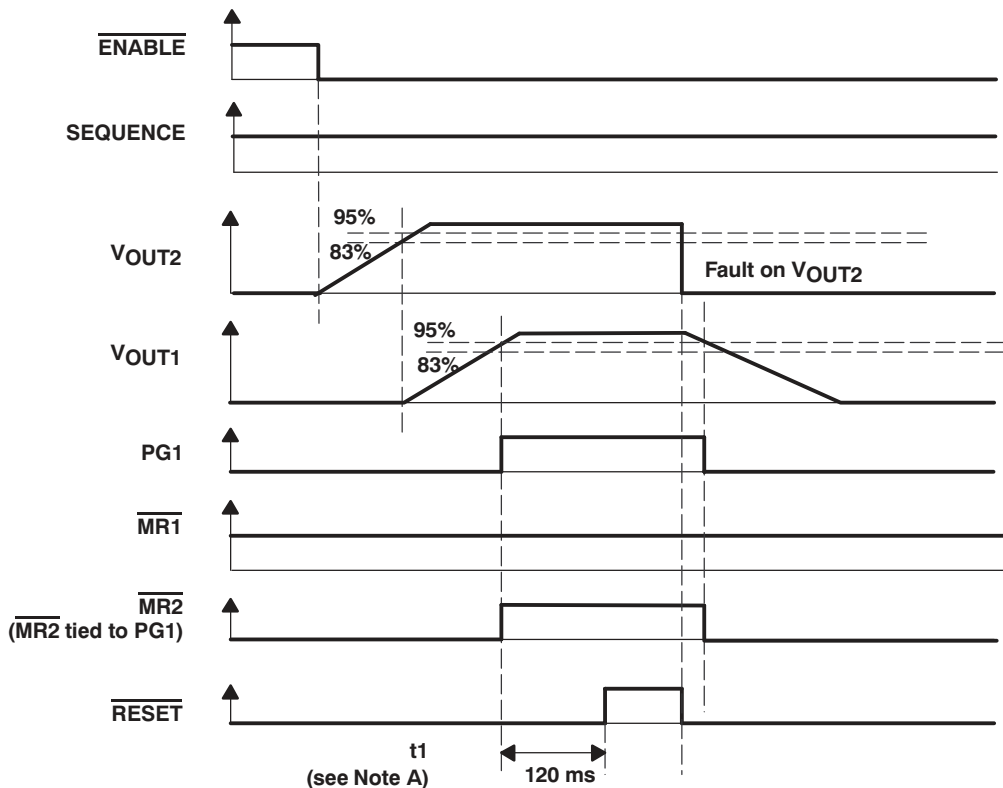 ENABLE
SEQUENCE
VOUT2
95%
83%
Fault on VOUT2
VOUT1
95%
83%
PG1
MR1
MR2
(MR2 tied to PG1)
RESET
t1
(see Note A)
120 ms